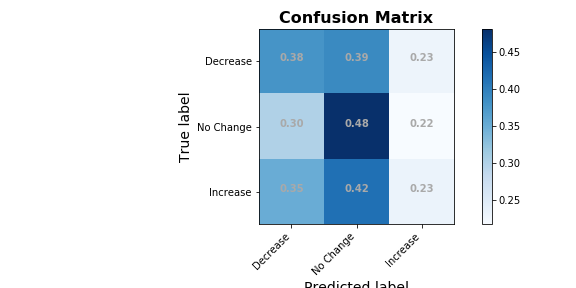 Confusion Matrix
Decrease 0.38 0.39 0.23
No Change 0.30 0.48 0.22
Increase 0.35 0.42 0.23
0.45
0.40
0.35
0.30
0.25
True label
Decrease
No Change
Increase
Predicted label